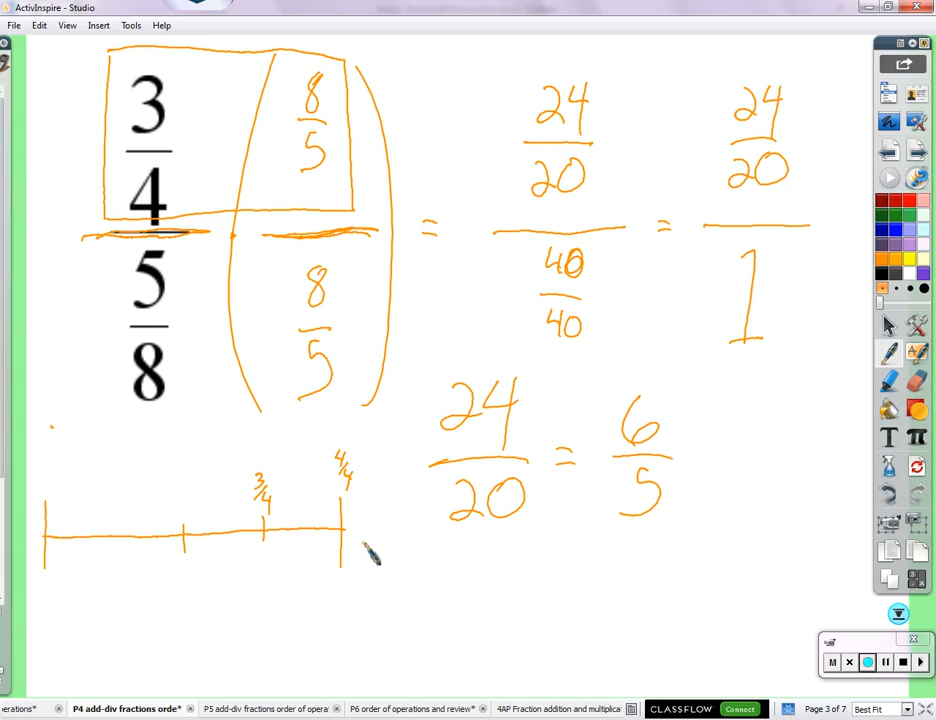 ActivInspire - Studio
File Edit View Insert Tools Help
3/4 8/5
5/8 8/5
= 24/20
40/40
= 24/20
1
24/20 = 6/5
3/4 4/4
M
perations* P4 add-div fractions orde* P5 add-div fractions order of opera P6 order of operations and review* 4AP Fraction addition and multiplica CLASSFLOW Connect Page 3 of 7 Best Fit